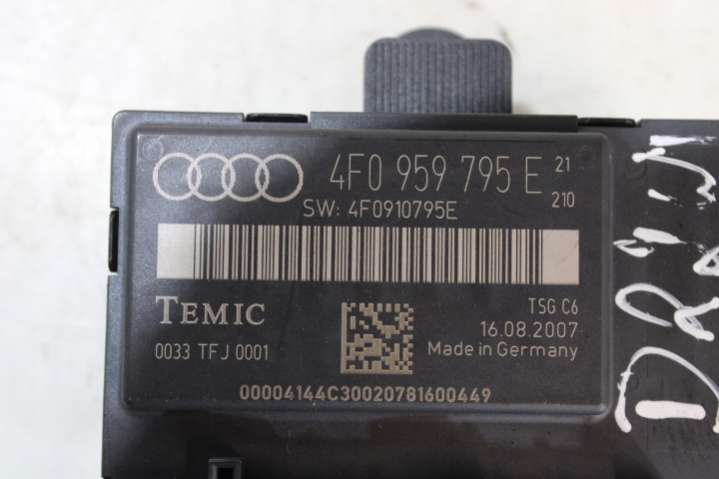 4F0 959 795 E 21
210
SW: 4F0910795E
TEMIC
TSG C6
16.08.2007
0033 TFJ 0001
Made in Germany
00004144C30020781600449